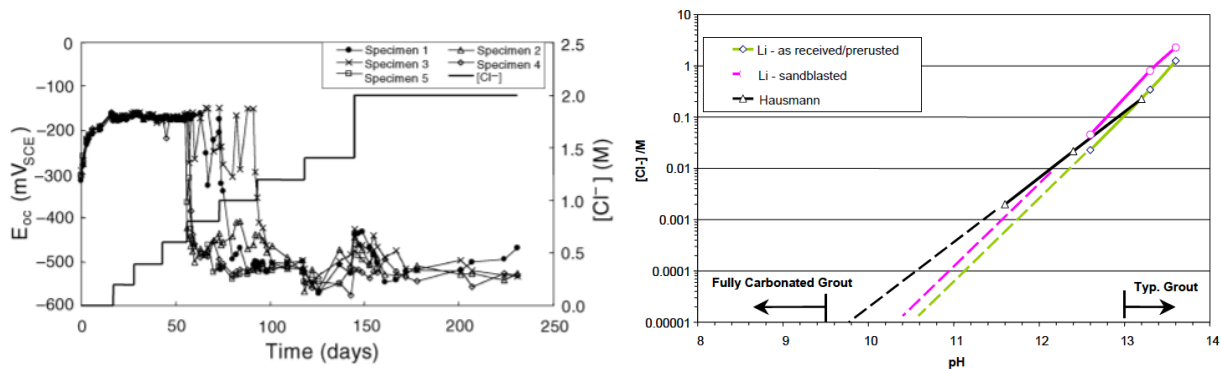 0
−100
−200
−300
−400
−500
−600
E_oc (mV_SCE)
Specimen 1
Specimen 2
Specimen 3
Specimen 4
Specimen 5
[Cl⁻]
2.5
2.0
1.5
1.0
0.5
0.0
[Cl⁻] (M)
0 50 100 150 200 250
Time (days)
10
1
0.1
0.01
0.001
0.0001
0.00001
[Cl-] /M
Li - as received/prerusted
Li - sandblasted
Hausmann
Fully Carbonated Grout
Typ. Grout
8 9 10 11 12 13 14
pH